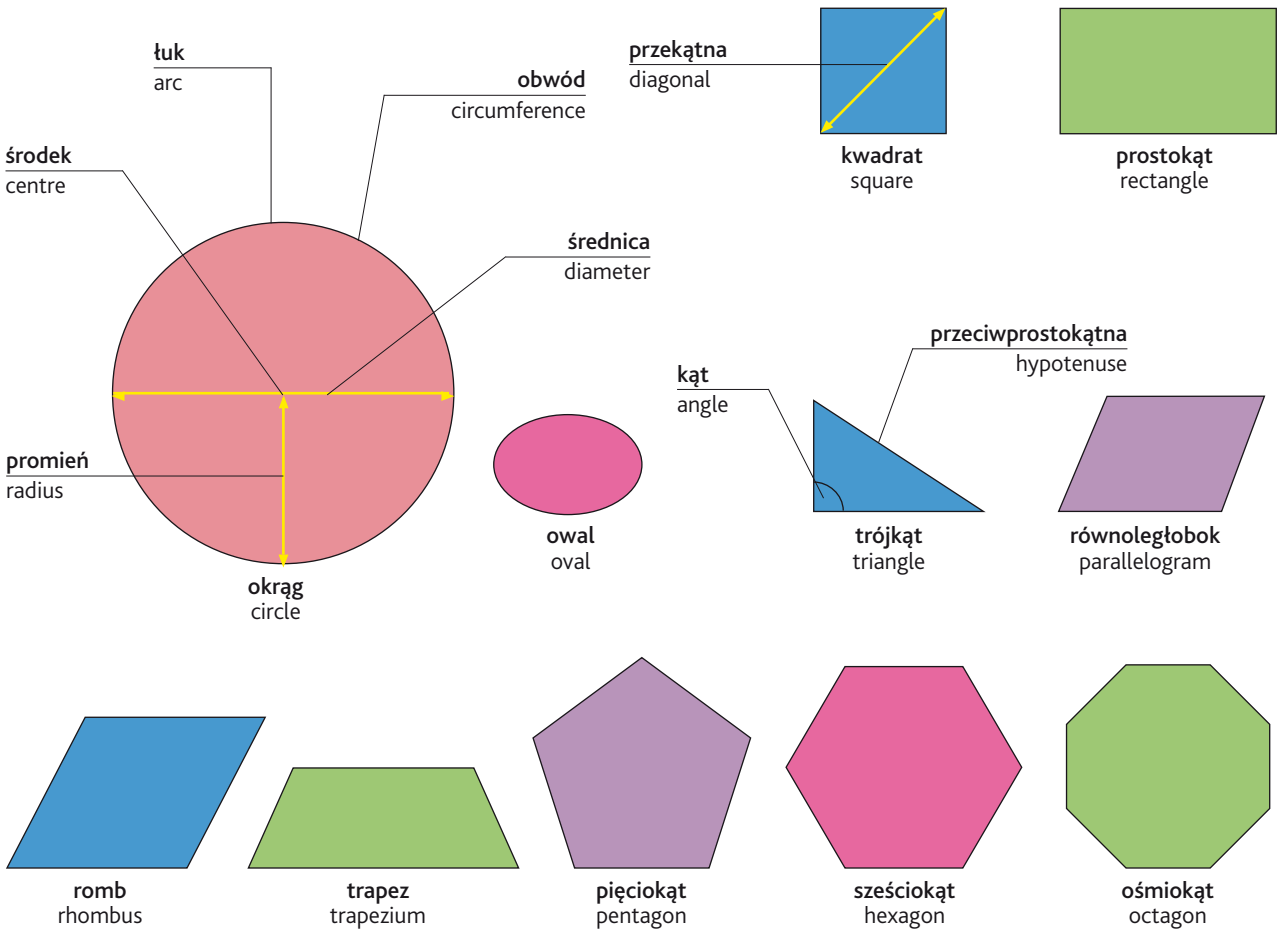 łuk
arc
obwód
circumference
środek
centre
średnica
diameter
promień
radius
okrąg
circle
owal
oval
przekątna
diagonal
kwadrat
square
prostokąt
rectangle
przeciwprostokątna
hypotenuse
kąt
angle
trójkąt
triangle
równoległobok
parallelogram
romb
rhombus
trapez
trapezium
pięciokąt
pentagon
sześciokąt
hexagon
ośmiokąt
octagon